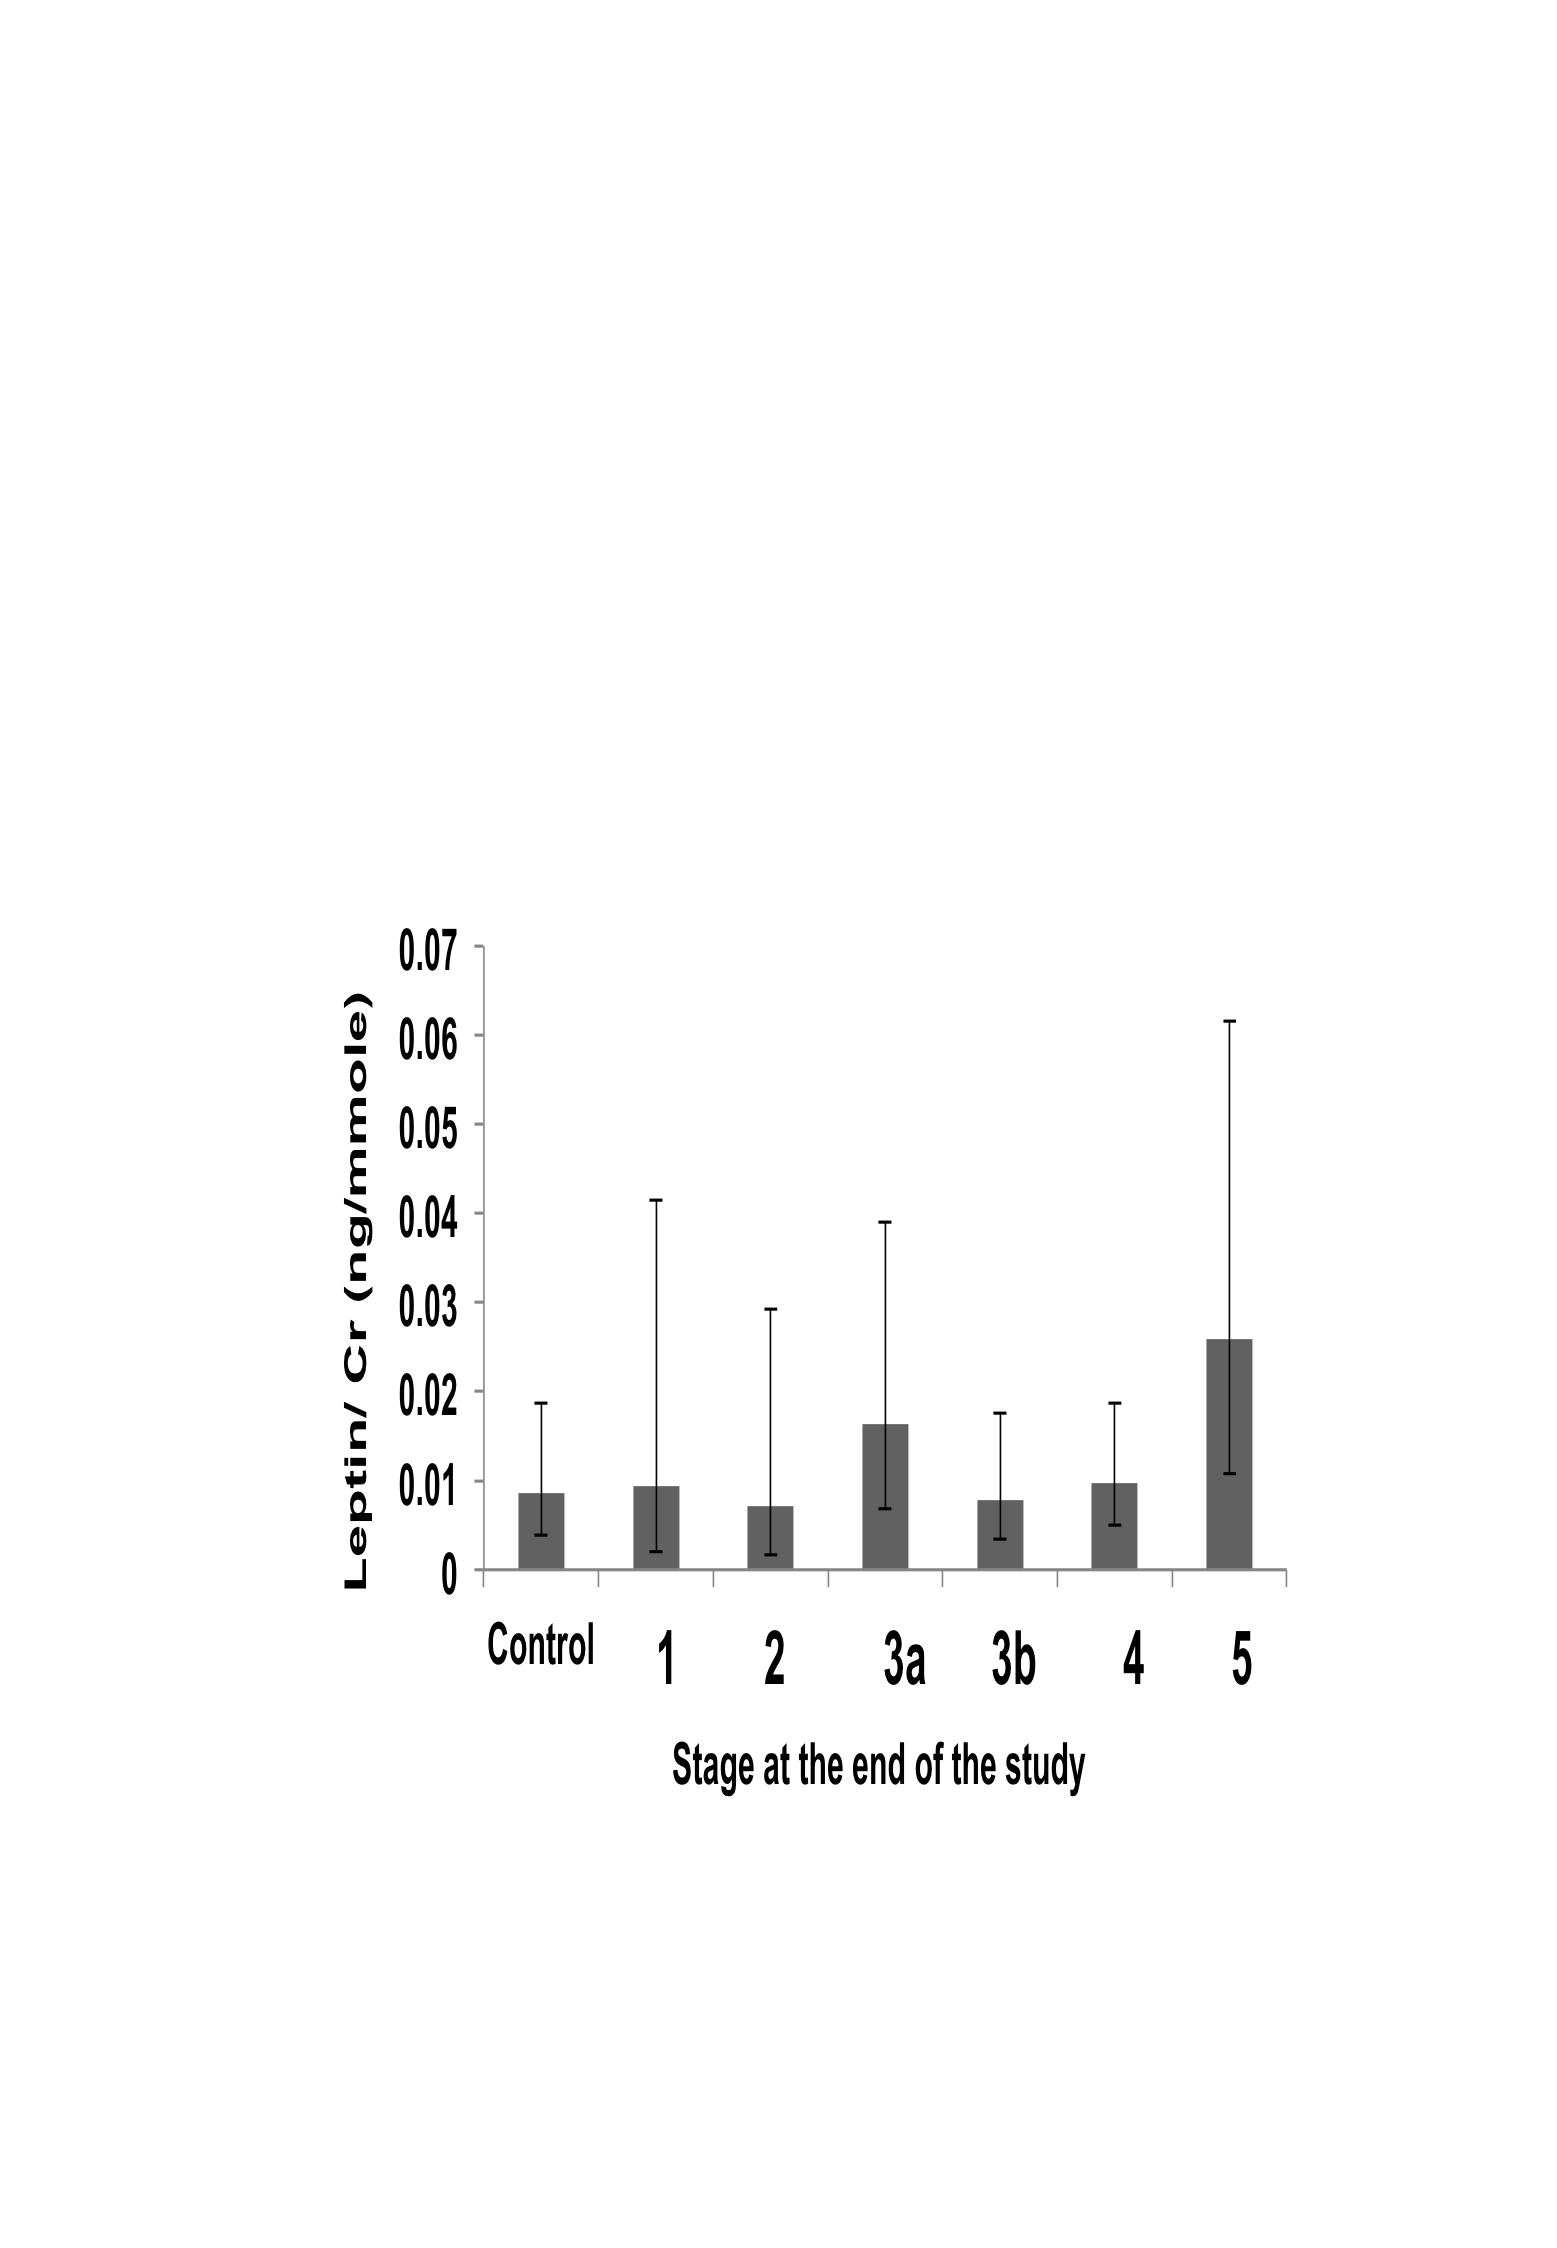 Leptin/ Cr (ng/mmole)
0.07
0.06
0.05
0.04
0.03
0.02
0.01
0
Control 1 2 3a 3b 4 5
Stage at the end of the study